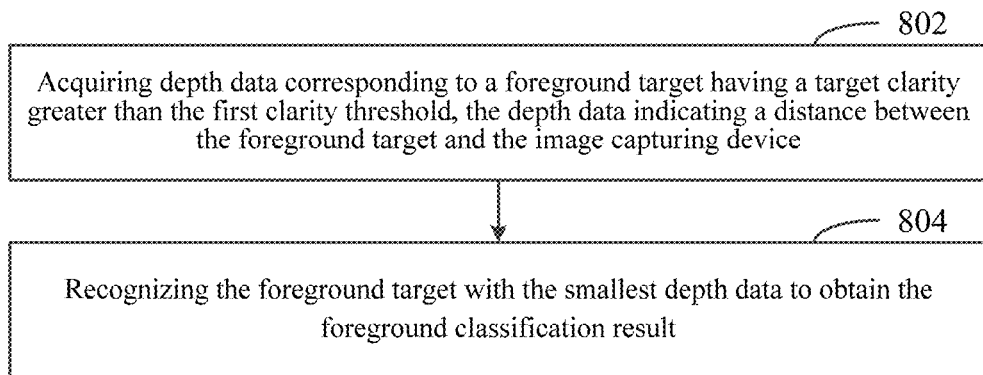 802
Acquiring depth data corresponding to a foreground target having a target clarity
greater than the first clarity threshold, the depth data indicating a distance between
the foreground target and the image capturing device
804
Recognizing the foreground target with the smallest depth data to obtain the
foreground classification result